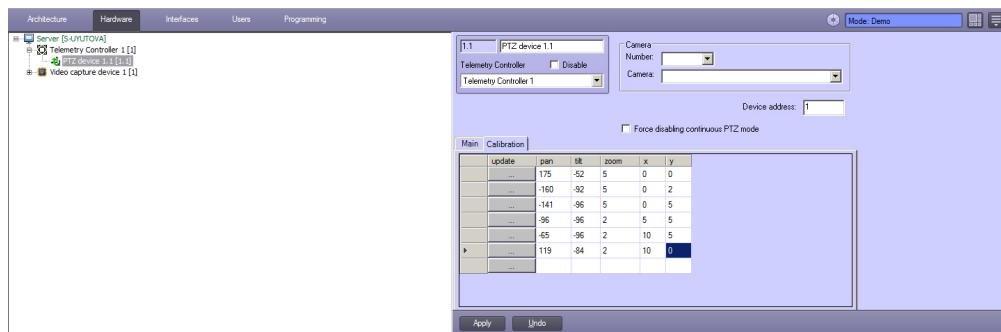 Architecture Hardware Interfaces Users Programming Mode: Demo
Server [S-UYUTOVA]
Telemetry Controller 1 [1]
PTZ device 1.1 [1.1]
Video capture device 1 [1]
1.1 PTZ device 1.1
Telemetry Controller Disable
Telemetry Controller 1
Camera
Number:
Camera:
Device address: 1
Force disabling continuous PTZ mode
Main Calibration
update pan tilt zoom x y
... 175 -52 5 0 0
... -160 -92 5 0 2
... -141 -96 5 0 5
... -96 -96 2 5 5
... -65 -96 2 10 5
... 119 -84 2 10 0
...
Apply Undo